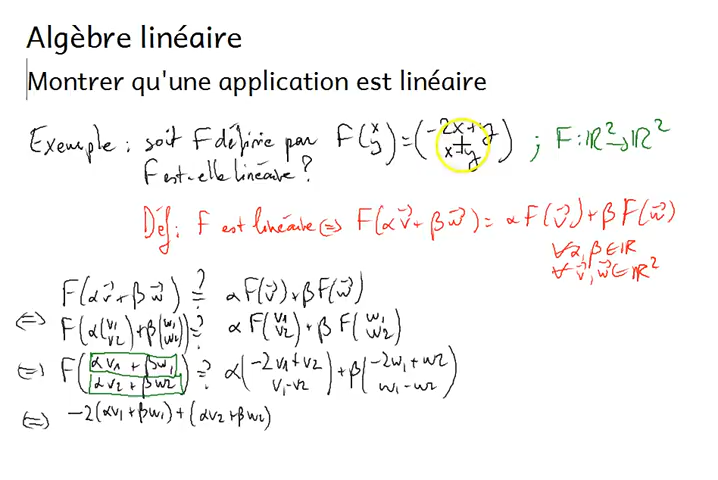 Algèbre linéaire
Montrer qu'une application est linéaire
Exemple : soit F définie par F(x y) = (-2x+y x-y) ; F: ℝ² → ℝ²
F est-elle linéaire ?
Déf : F est linéaire ⟺ F(αv⃗ + βw⃗) = αF(v⃗) + βF(w⃗)
∀α, β ∈ ℝ
∀v⃗, w⃗ ∈ ℝ²
F(αv⃗ + βw⃗) ?= αF(v⃗) + βF(w⃗)
⟺ F(α(v1 v2) + β(w1 w2)) ?= αF(v1 v2) + βF(w1 w2)
⟺ F(αv1 + βw1 αv2 + βw2) ?= α(-2v1+v2 v1-v2) + β(-2w1+w2 w1-w2)
⟺ -2(αv1+βw1)+(αv2+βw2)